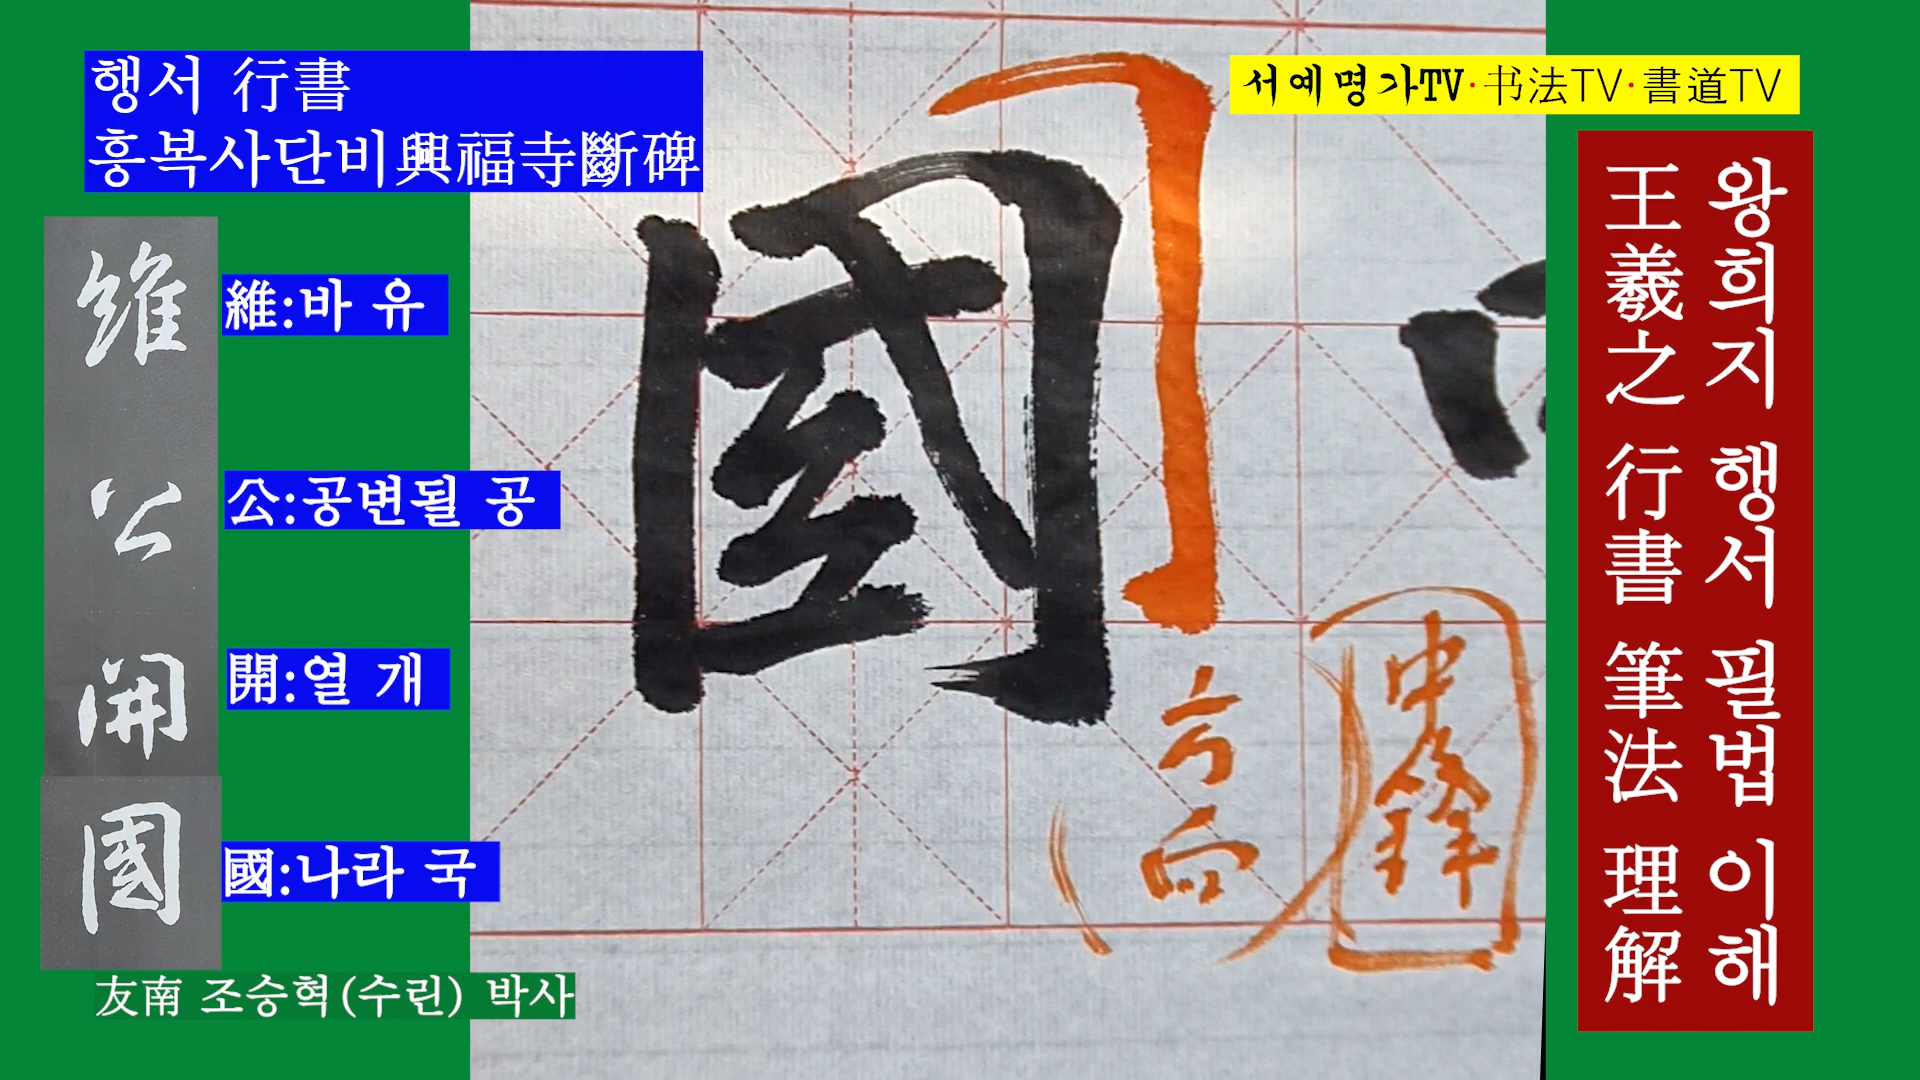 행서 行書
흥복사단비興福寺斷碑
서예명가TV·书法TV·書道TV
維
公
開
國
維:바 유
公:공변될 공
開:열 개
國:나라 국
國
方向
中鋒
왕희지 행서 필법 이해
王羲之 行書 筆法 理解
友南 조승혁(수린) 박사